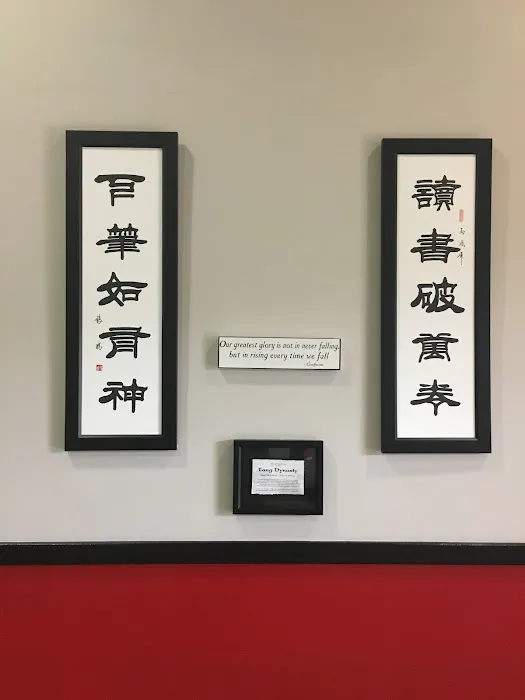 讀書破萬卷
下筆如有神
Our greatest glory is not in never falling,
but in rising every time we fall
-Confucius
Tang Dynasty